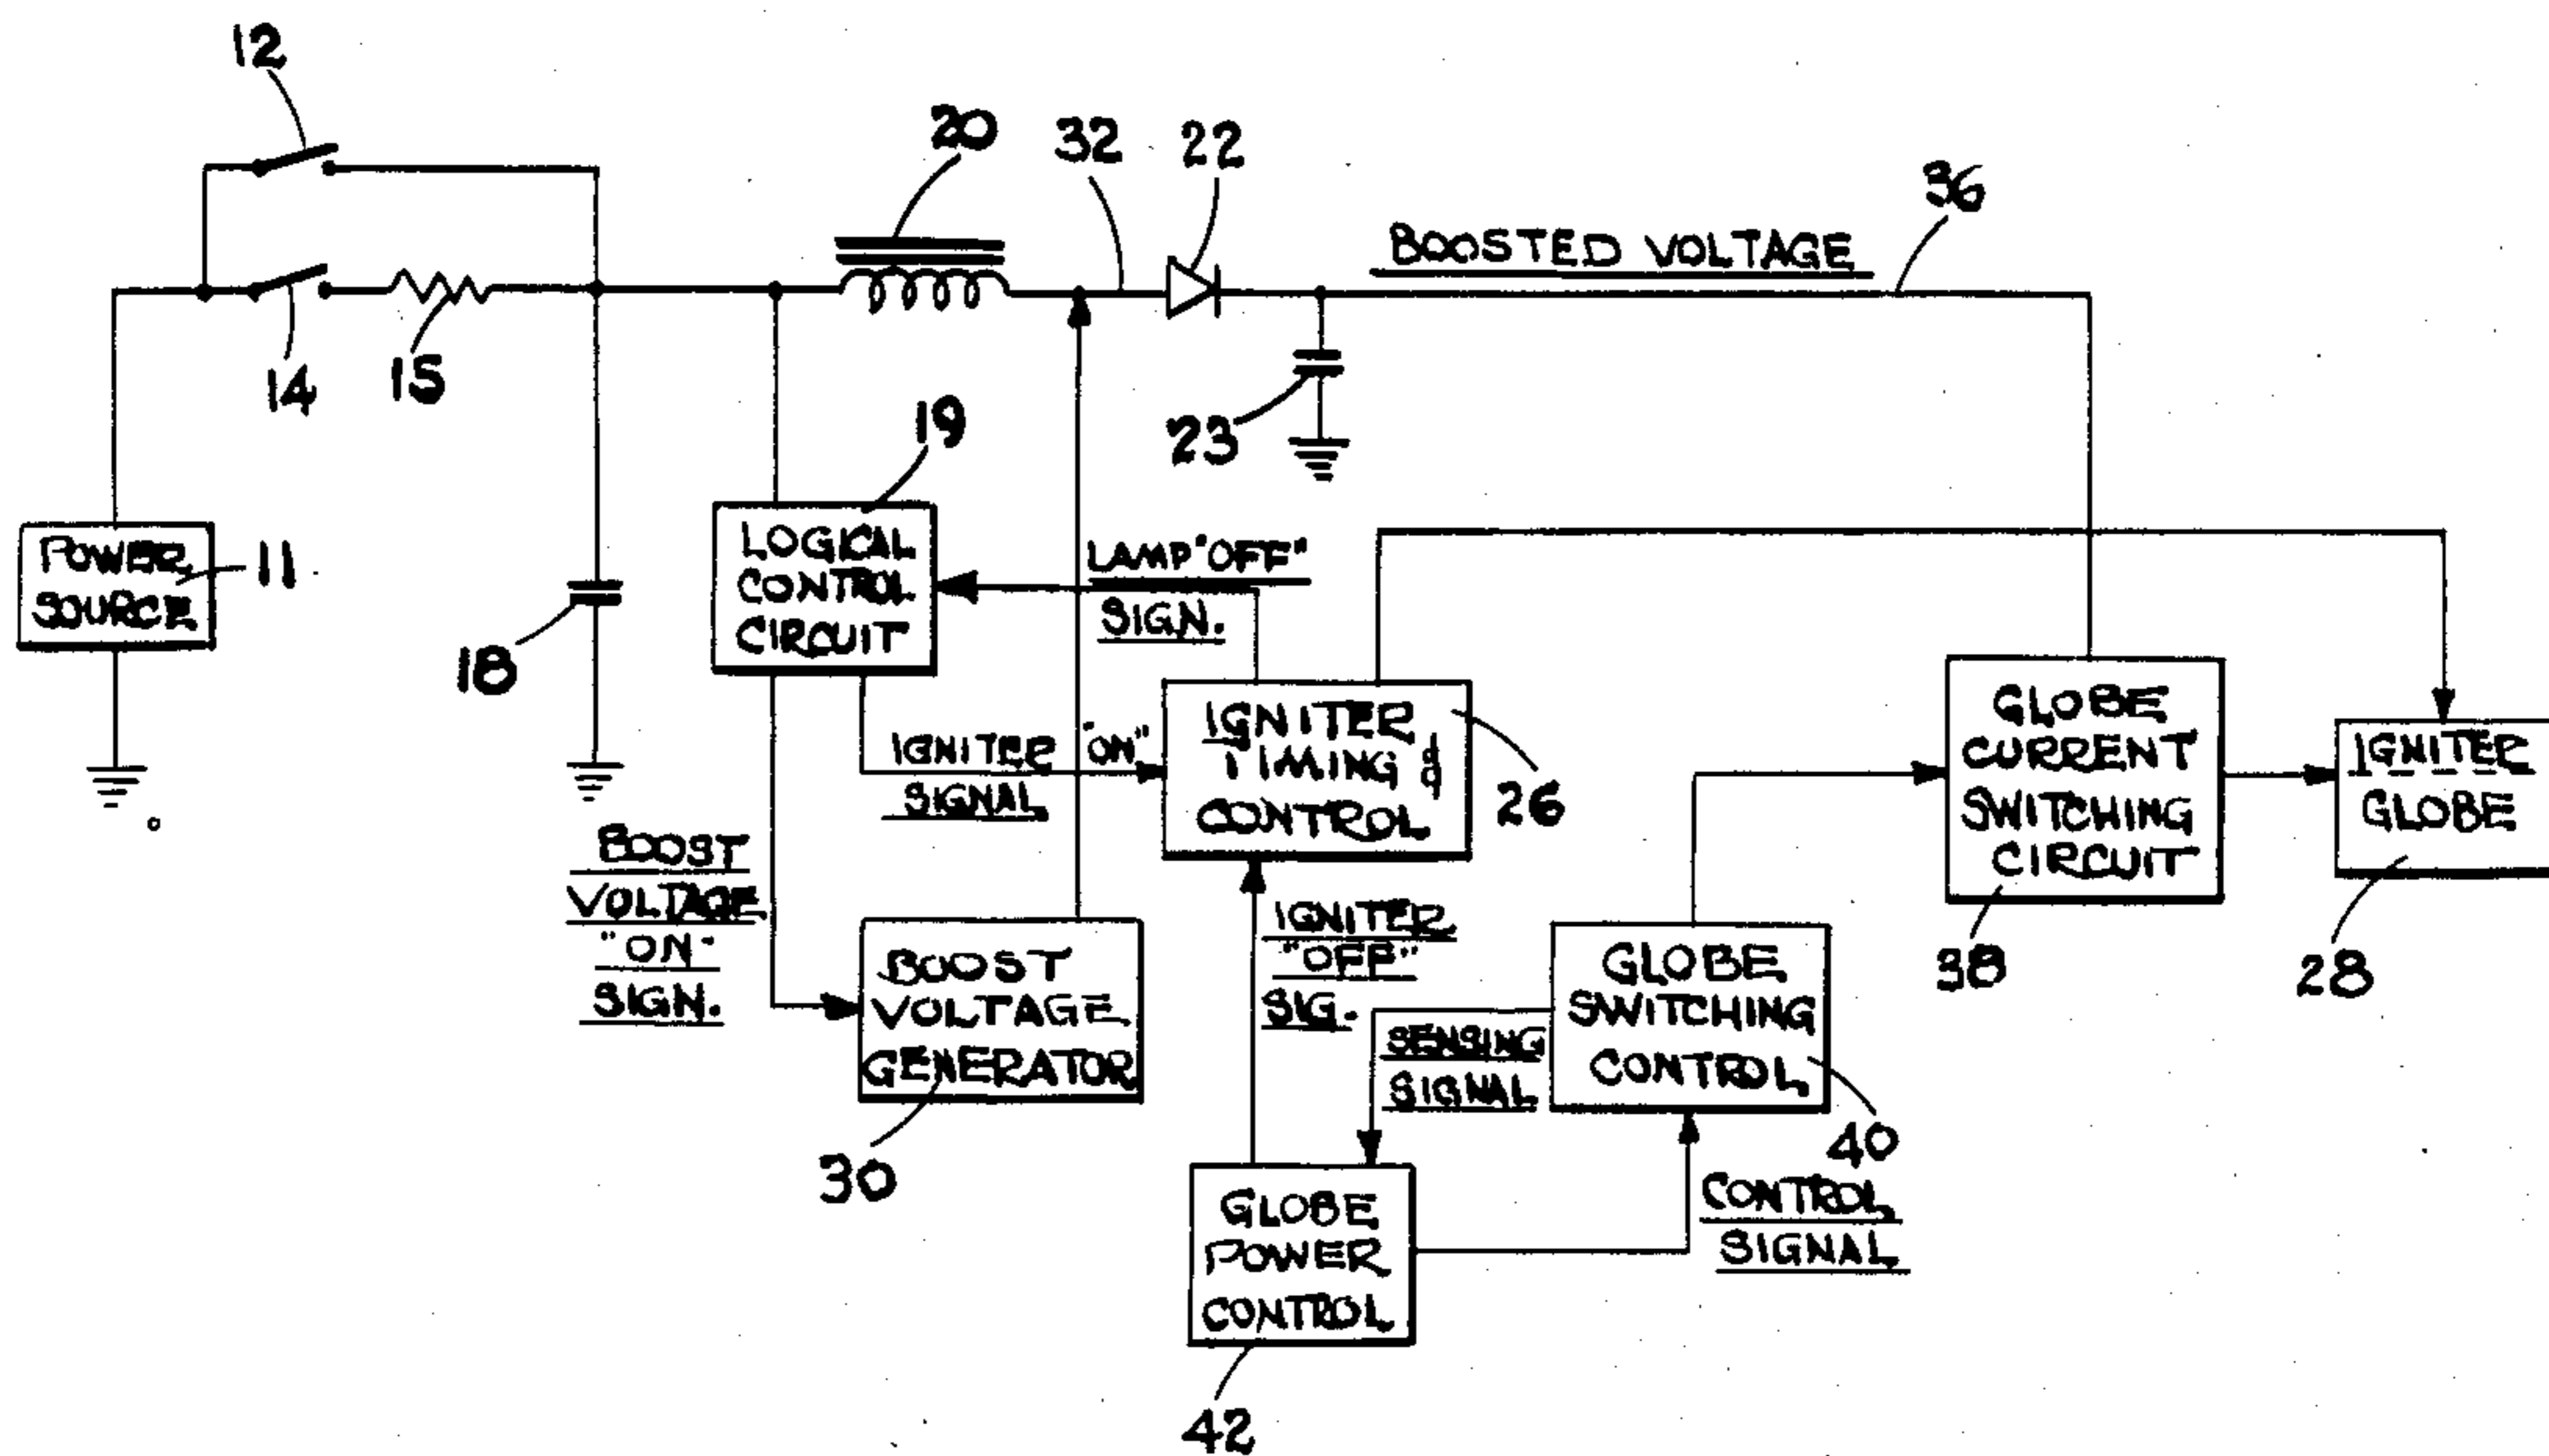 12
20
32
22
36
BOOSTED VOLTAGE
14
15
23
19
POWER
SOURCE
11
18
LOGICAL
CONTROL
CIRCUIT
LAMP "OFF"
SIGN.
IGNITER "ON"
SIGNAL
IGNITER
TIMING &
CONTROL
26
GLOBE
CURRENT
SWITCHING
CIRCUIT
38
IGNITER
GLOBE
28
BOOST
VOLTAGE
"ON"
SIGN.
BOOST
VOLTAGE
GENERATOR
30
IGNITER
"OFF"
SIG.
SENSING
SIGNAL
GLOBE
SWITCHING
CONTROL
40
GLOBE
POWER
CONTROL
42
CONTROL
SIGNAL